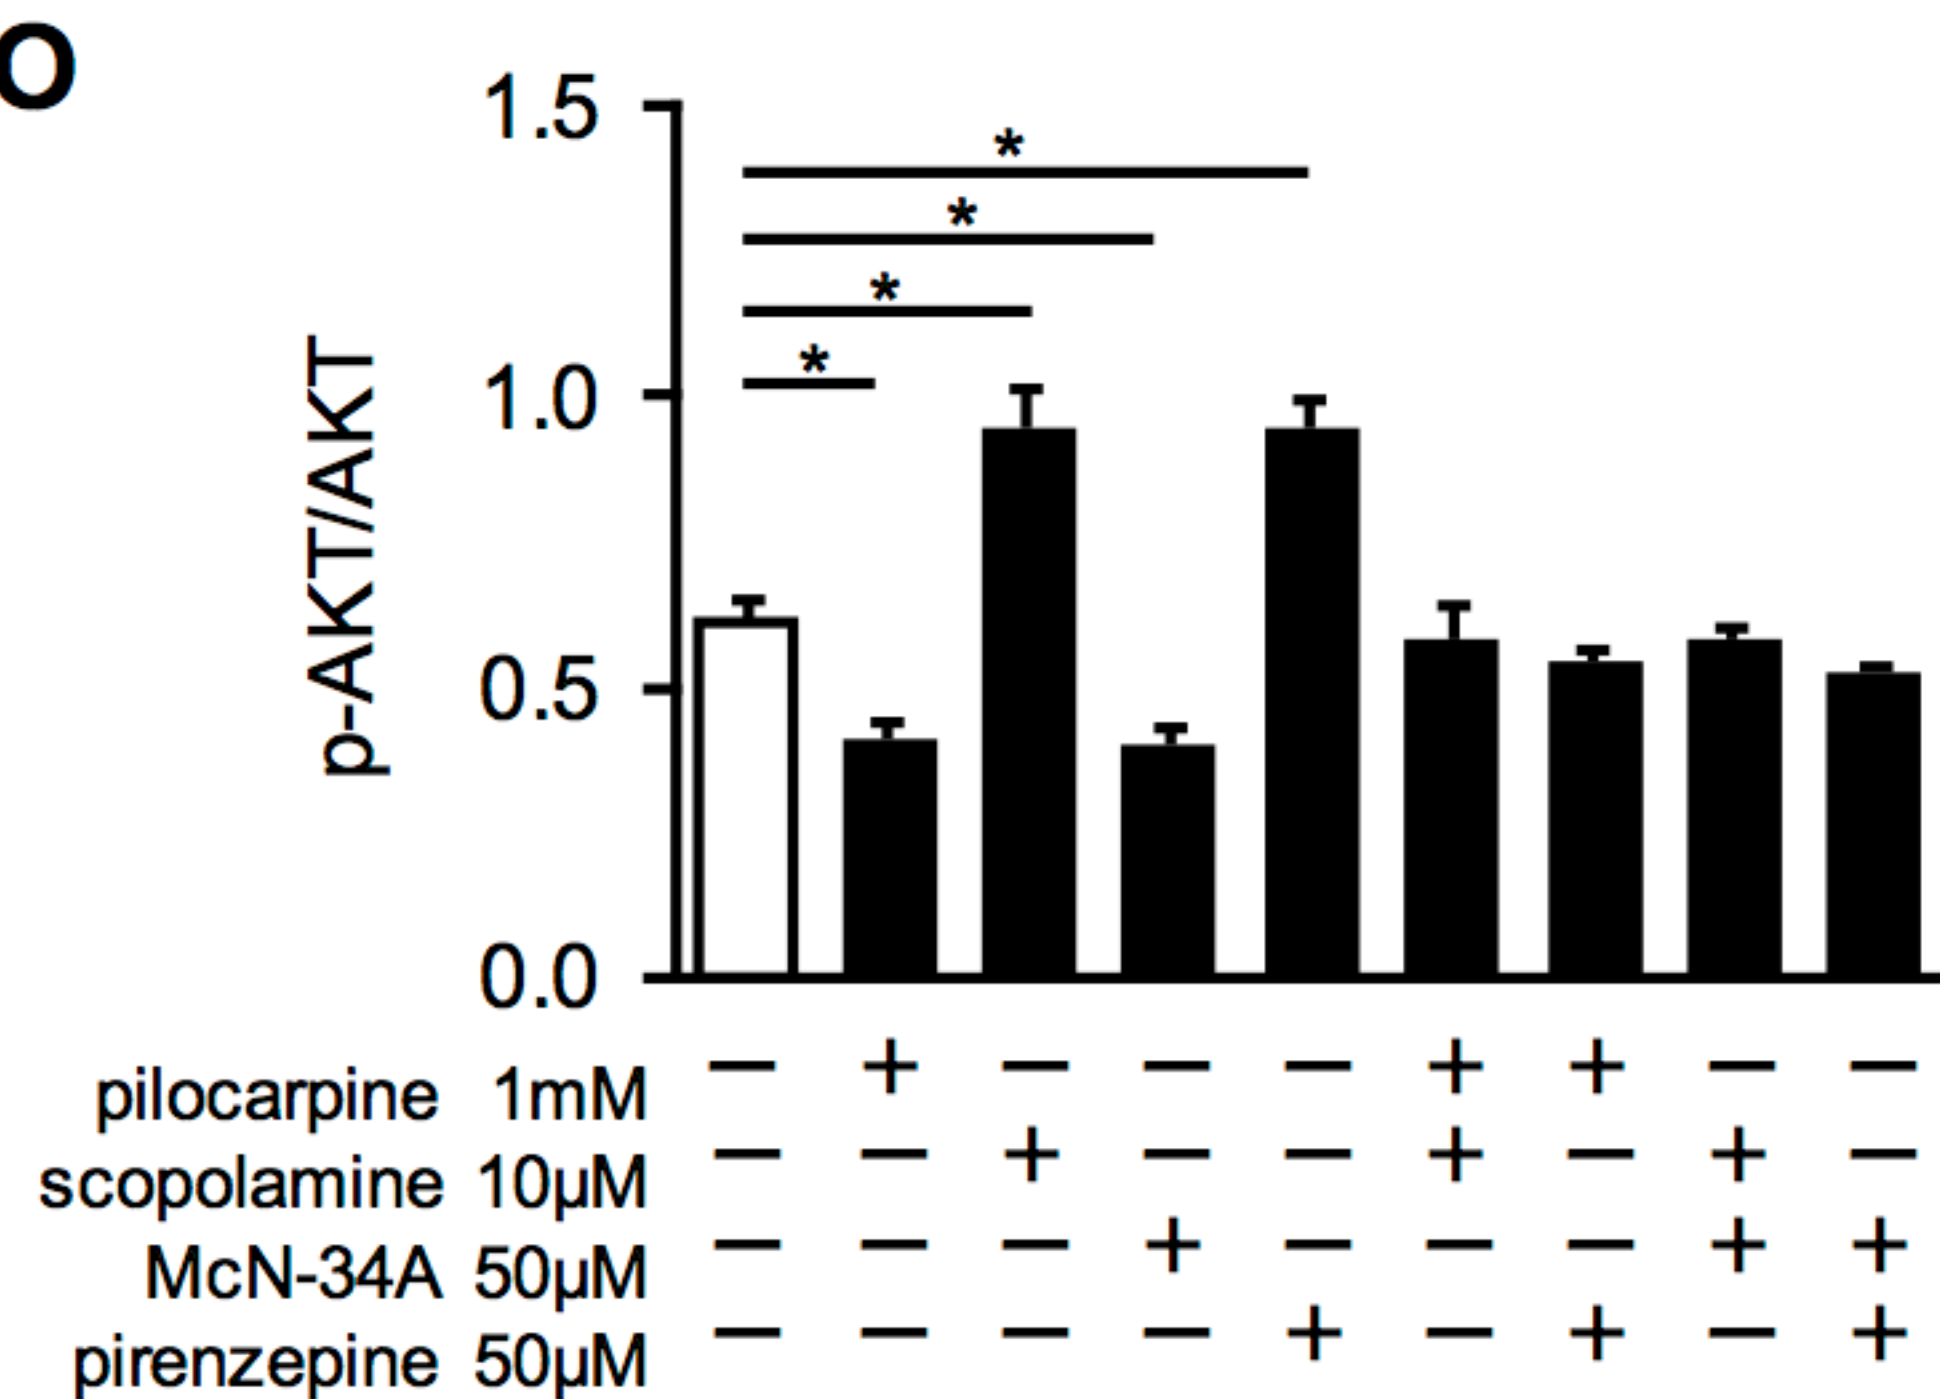 O
1.5
*
*
*
*
1.0
0.5
0.0
p-AKT/AKT
pilocarpine 1mM − + − − − + + − −
scopolamine 10µM − − + − − + − + −
McN-34A 50µM − − − + − − − + +
pirenzepine 50µM − − − − + − + − +